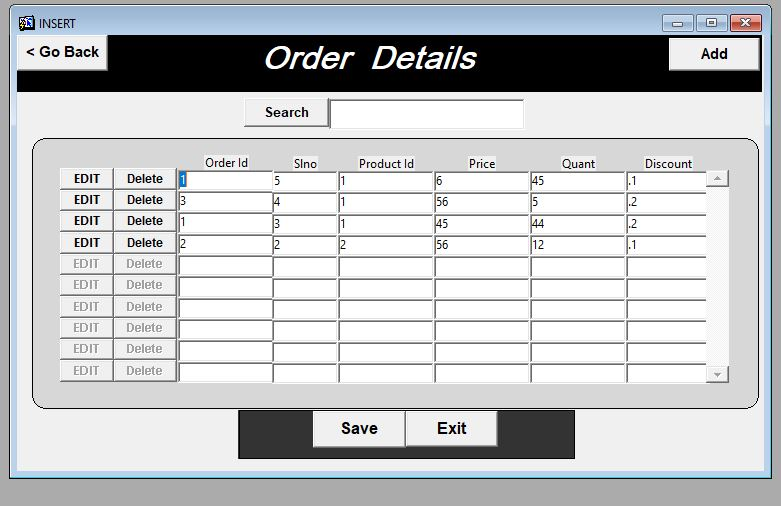 INSERT
< Go Back Order Details Add
Search
Order Id Slno Product Id Price Quant Discount
EDIT Delete 1 5 1 6 45 .1
EDIT Delete 3 4 1 56 5 .2
EDIT Delete 1 3 1 45 44 .2
EDIT Delete 2 2 2 56 12 .1
EDIT Delete
EDIT Delete
EDIT Delete
EDIT Delete
EDIT Delete
EDIT Delete
Save Exit